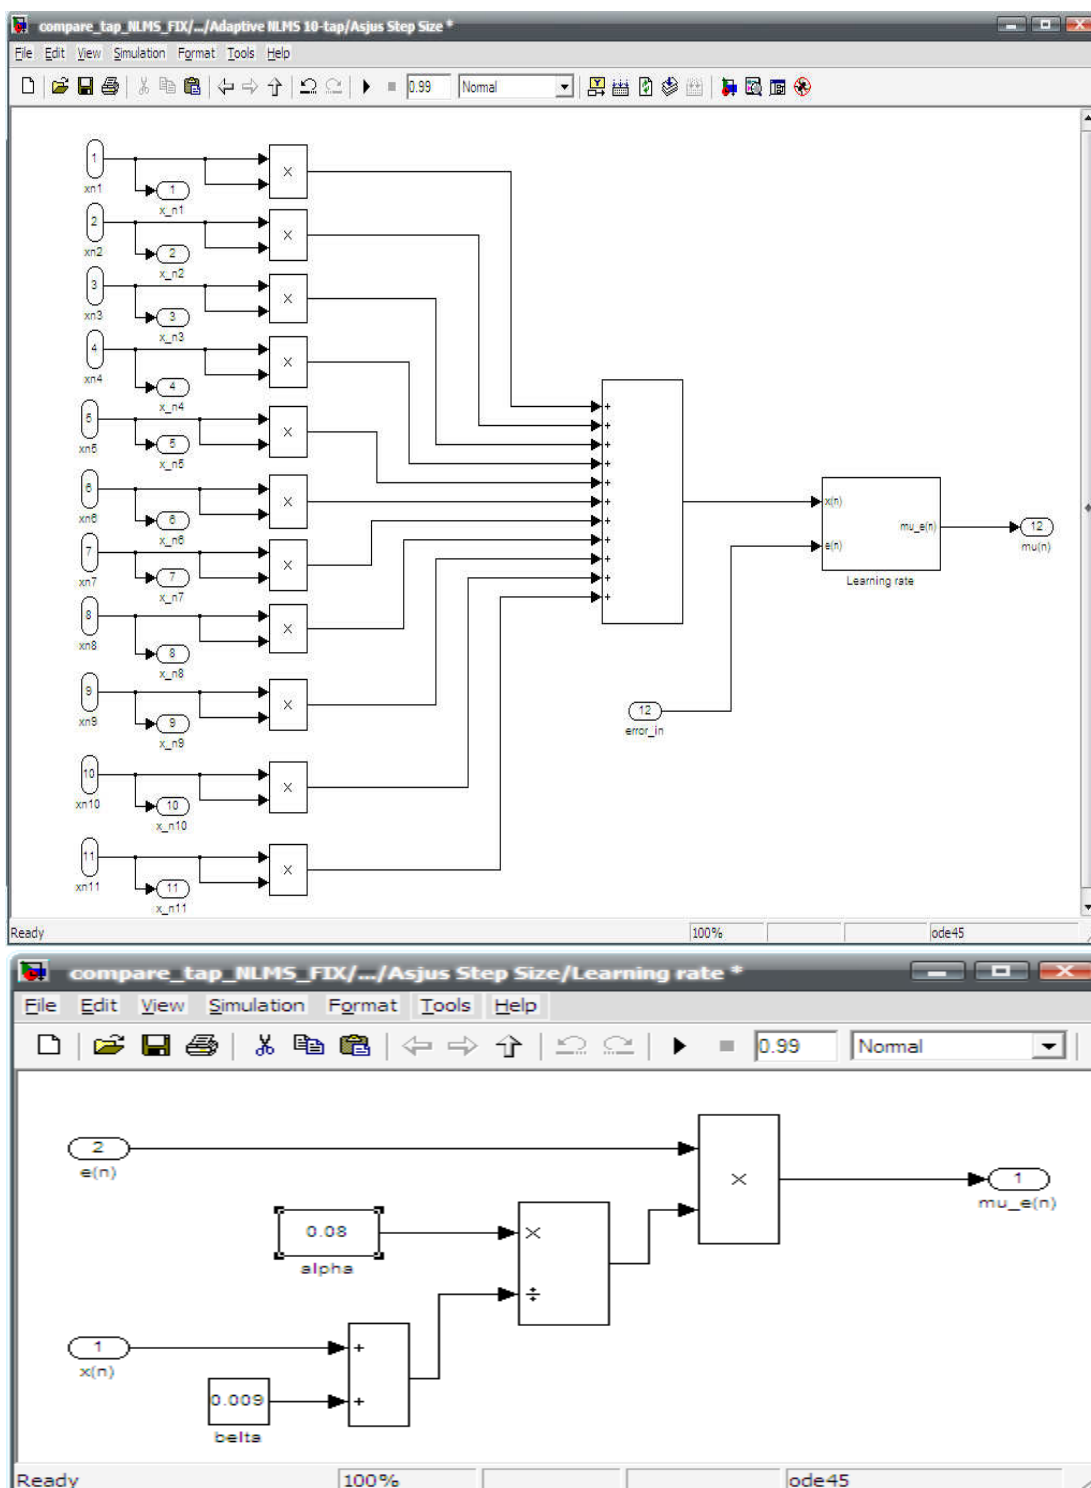 compare_tap_NLMS_FIX/.../Adaptive NLMS 10-tap/Asjus Step Size *
File Edit View Simulation Format Tools Help
0.99 Normal
1
xn1
1
x_n1
×
2
xn2
2
x_n2
×
3
xn3
3
x_n3
×
4
xn4
4
x_n4
×
5
xn5
5
x_n5
×
6
xn6
6
x_n6
×
7
xn7
7
x_n7
×
8
xn8
8
x_n8
×
9
xn9
9
x_n9
×
10
xn10
10
x_n10
×
11
xn11
11
x_n11
×
+
+
+
+
+
+
+
+
+
+
+
x(n)
mu_e(n)
e(n)
Learning rate
12
mu(n)
12
error_in
Ready 100% ode45
compare_tap_NLMS_FIX/.../Asjus Step Size/Learning rate *
File Edit View Simulation Format Tools Help
0.99 Normal
2
e(n)
×
1
mu_e(n)
0.08
alpha
×
÷
1
x(n)
+
+
0.009
belta
Ready 100% ode45